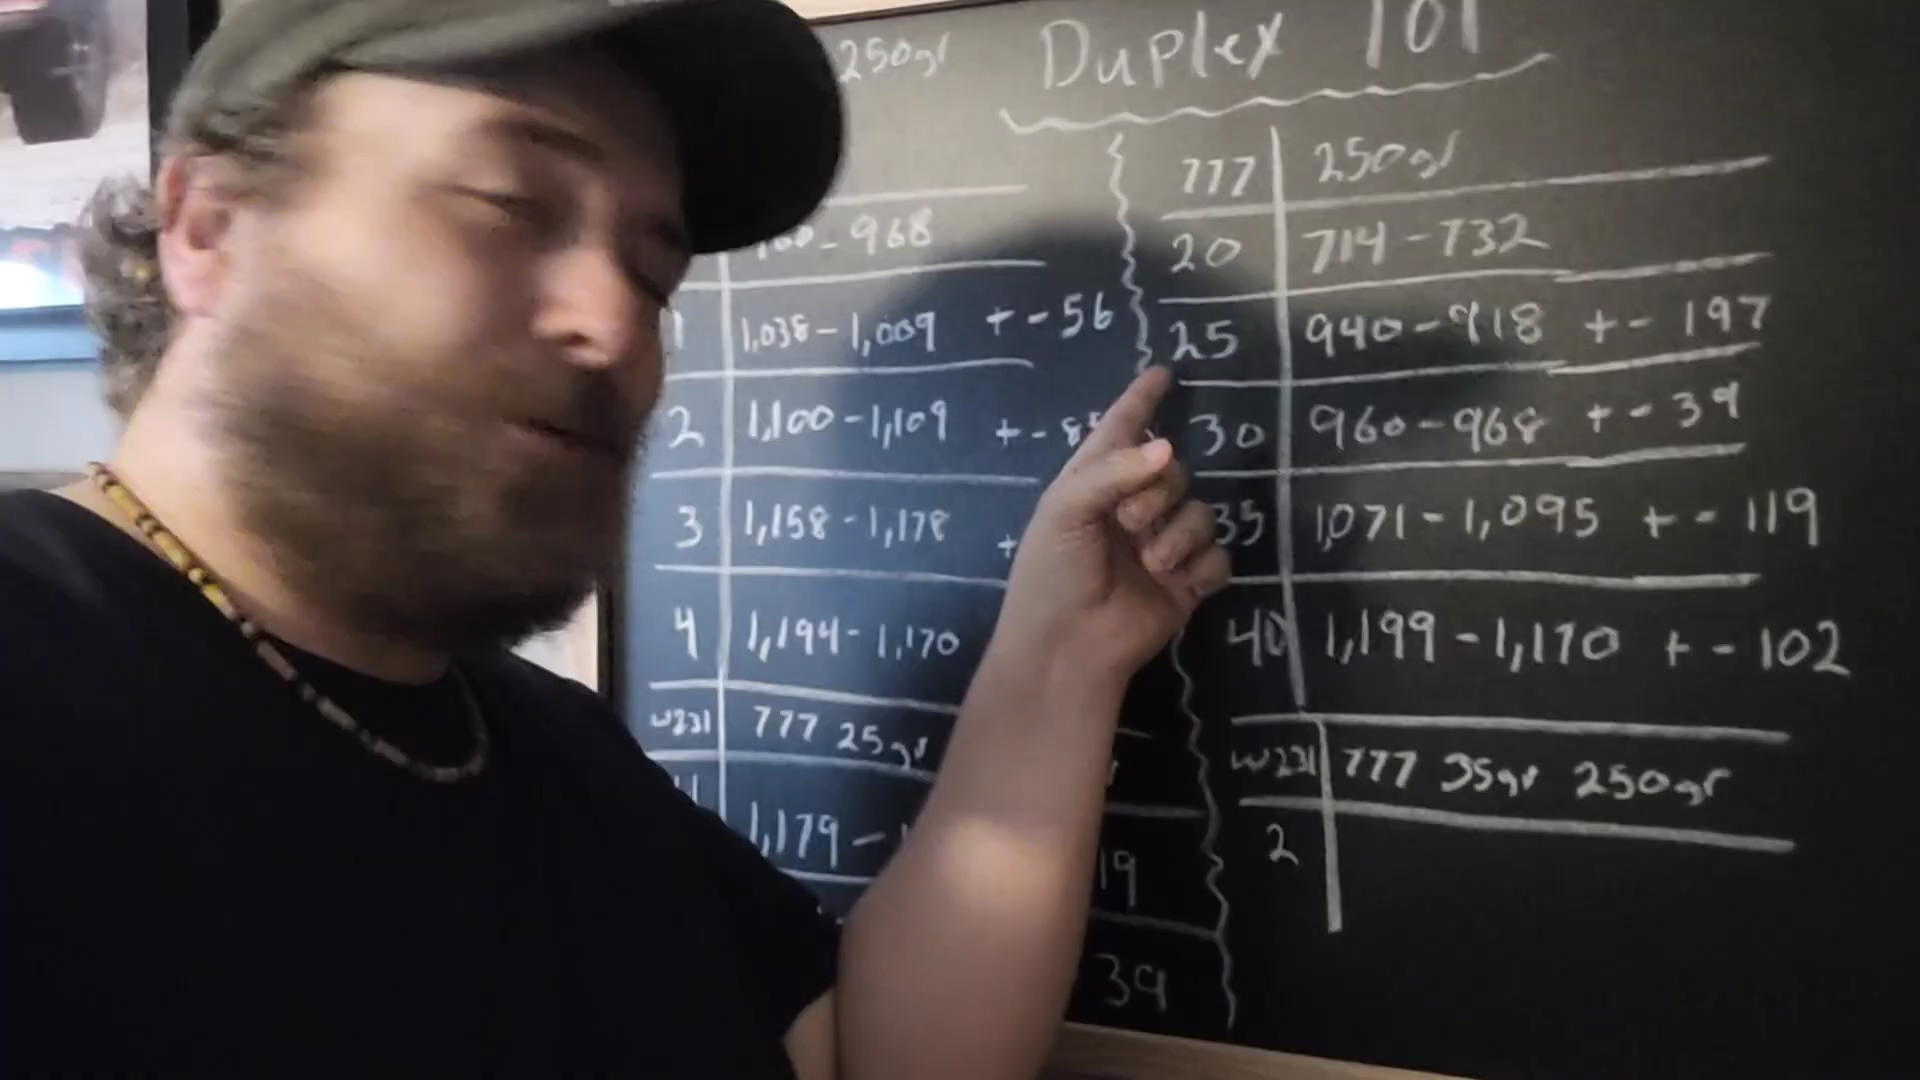 250gr
Duplex 101
968
1 1,038-1,009 +-56
2 1,100-1,109 +-8
3 1,158-1,178 +
4 1,194-1,170
W231 777 25gr
1,179-
19
39
777 250gr
20 714-732
25 940-918 +-197
30 960-968 +-39
35 1,071-1,095 +-119
40 1,199-1,170 +-102
W231 777 35gr 250gr
2